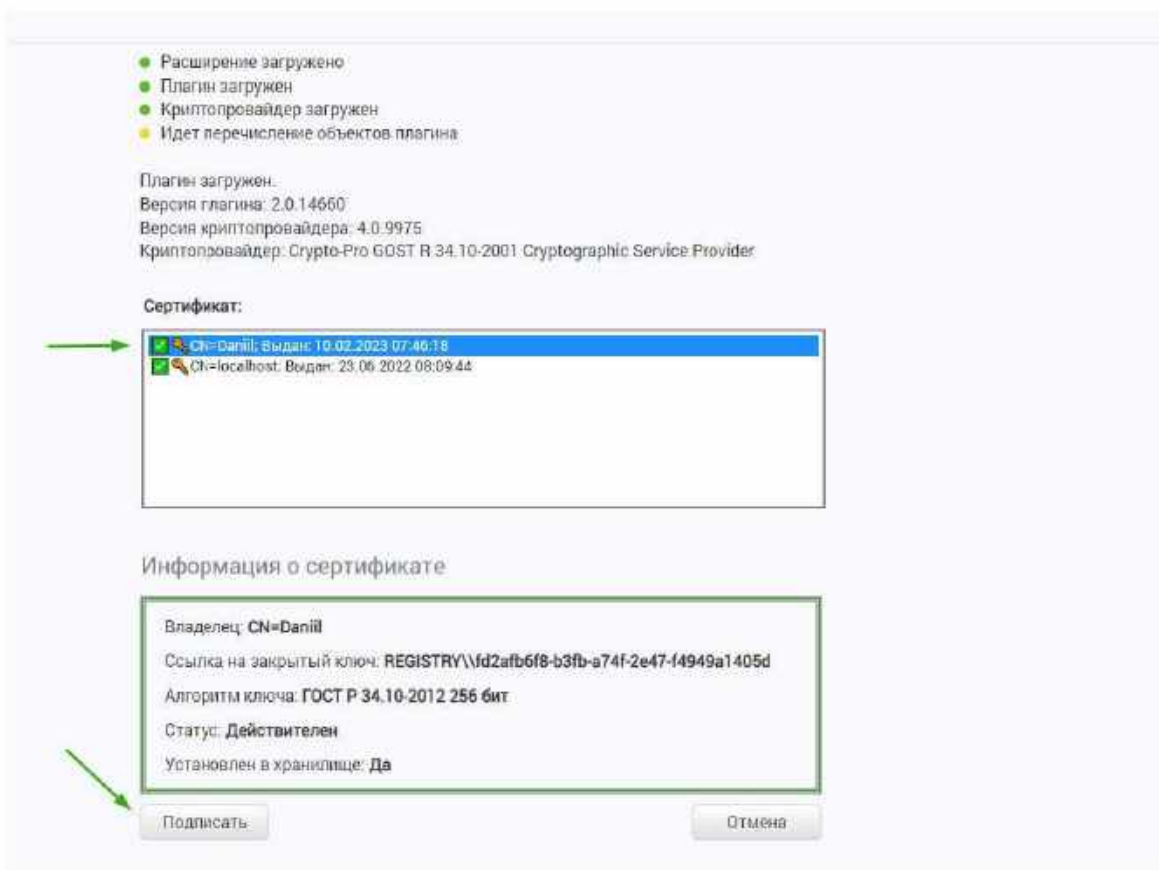 Расширение загружено
Плагин загружен
Криптопровайдер загружен
Идет перечисление объектов плагина
Плагин загружен.
Версия плагина: 2.0.14660
Версия криптопровайдера: 4.0.9975
Криптопровайдер: Crypto-Pro GOST R 34.10-2001 Cryptographic Service Provider
Сертификат:
CN=Daniil; Выдан: 10.02.2023 07:46:18
CN=localhost; Выдан: 23.06.2022 08:09:44
Информация о сертификате
Владелец: CN=Daniil
Ссылка на закрытый ключ: REGISTRY\\fd2afb6f8-b3fb-a74f-2e47-f4949a1405d
Алгоритм ключа: ГОСТ Р 34.10-2012 256 бит
Статус: Действителен
Установлен в хранилище: Да
Подписать
Отмена